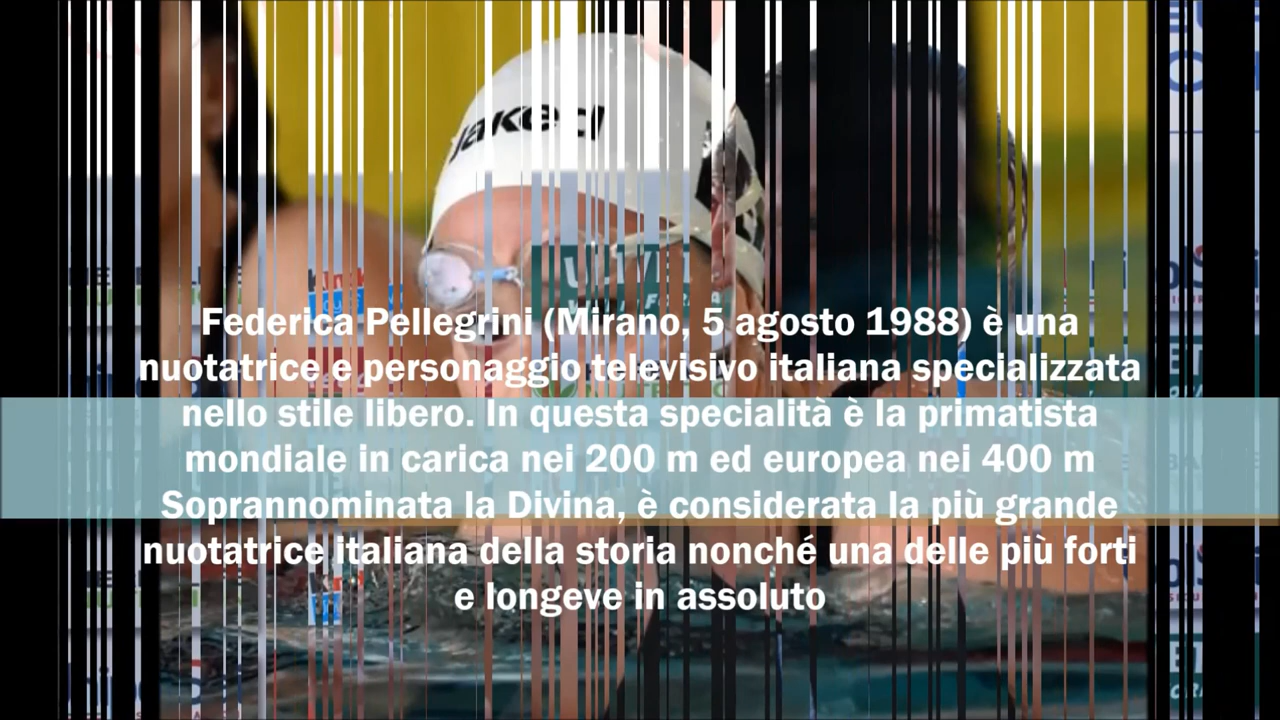 Jaked
ULIVETO
Federica Pellegrini (Mirano, 5 agosto 1988) è una
nuotatrice e personaggio televisivo italiana specializzata
nello stile libero. In questa specialità è la primatista
mondiale in carica nei 200 m ed europea nei 400 m
Soprannominata la Divina, è considerata la più grande
nuotatrice italiana della storia nonché una delle più forti
e longeve in assoluto